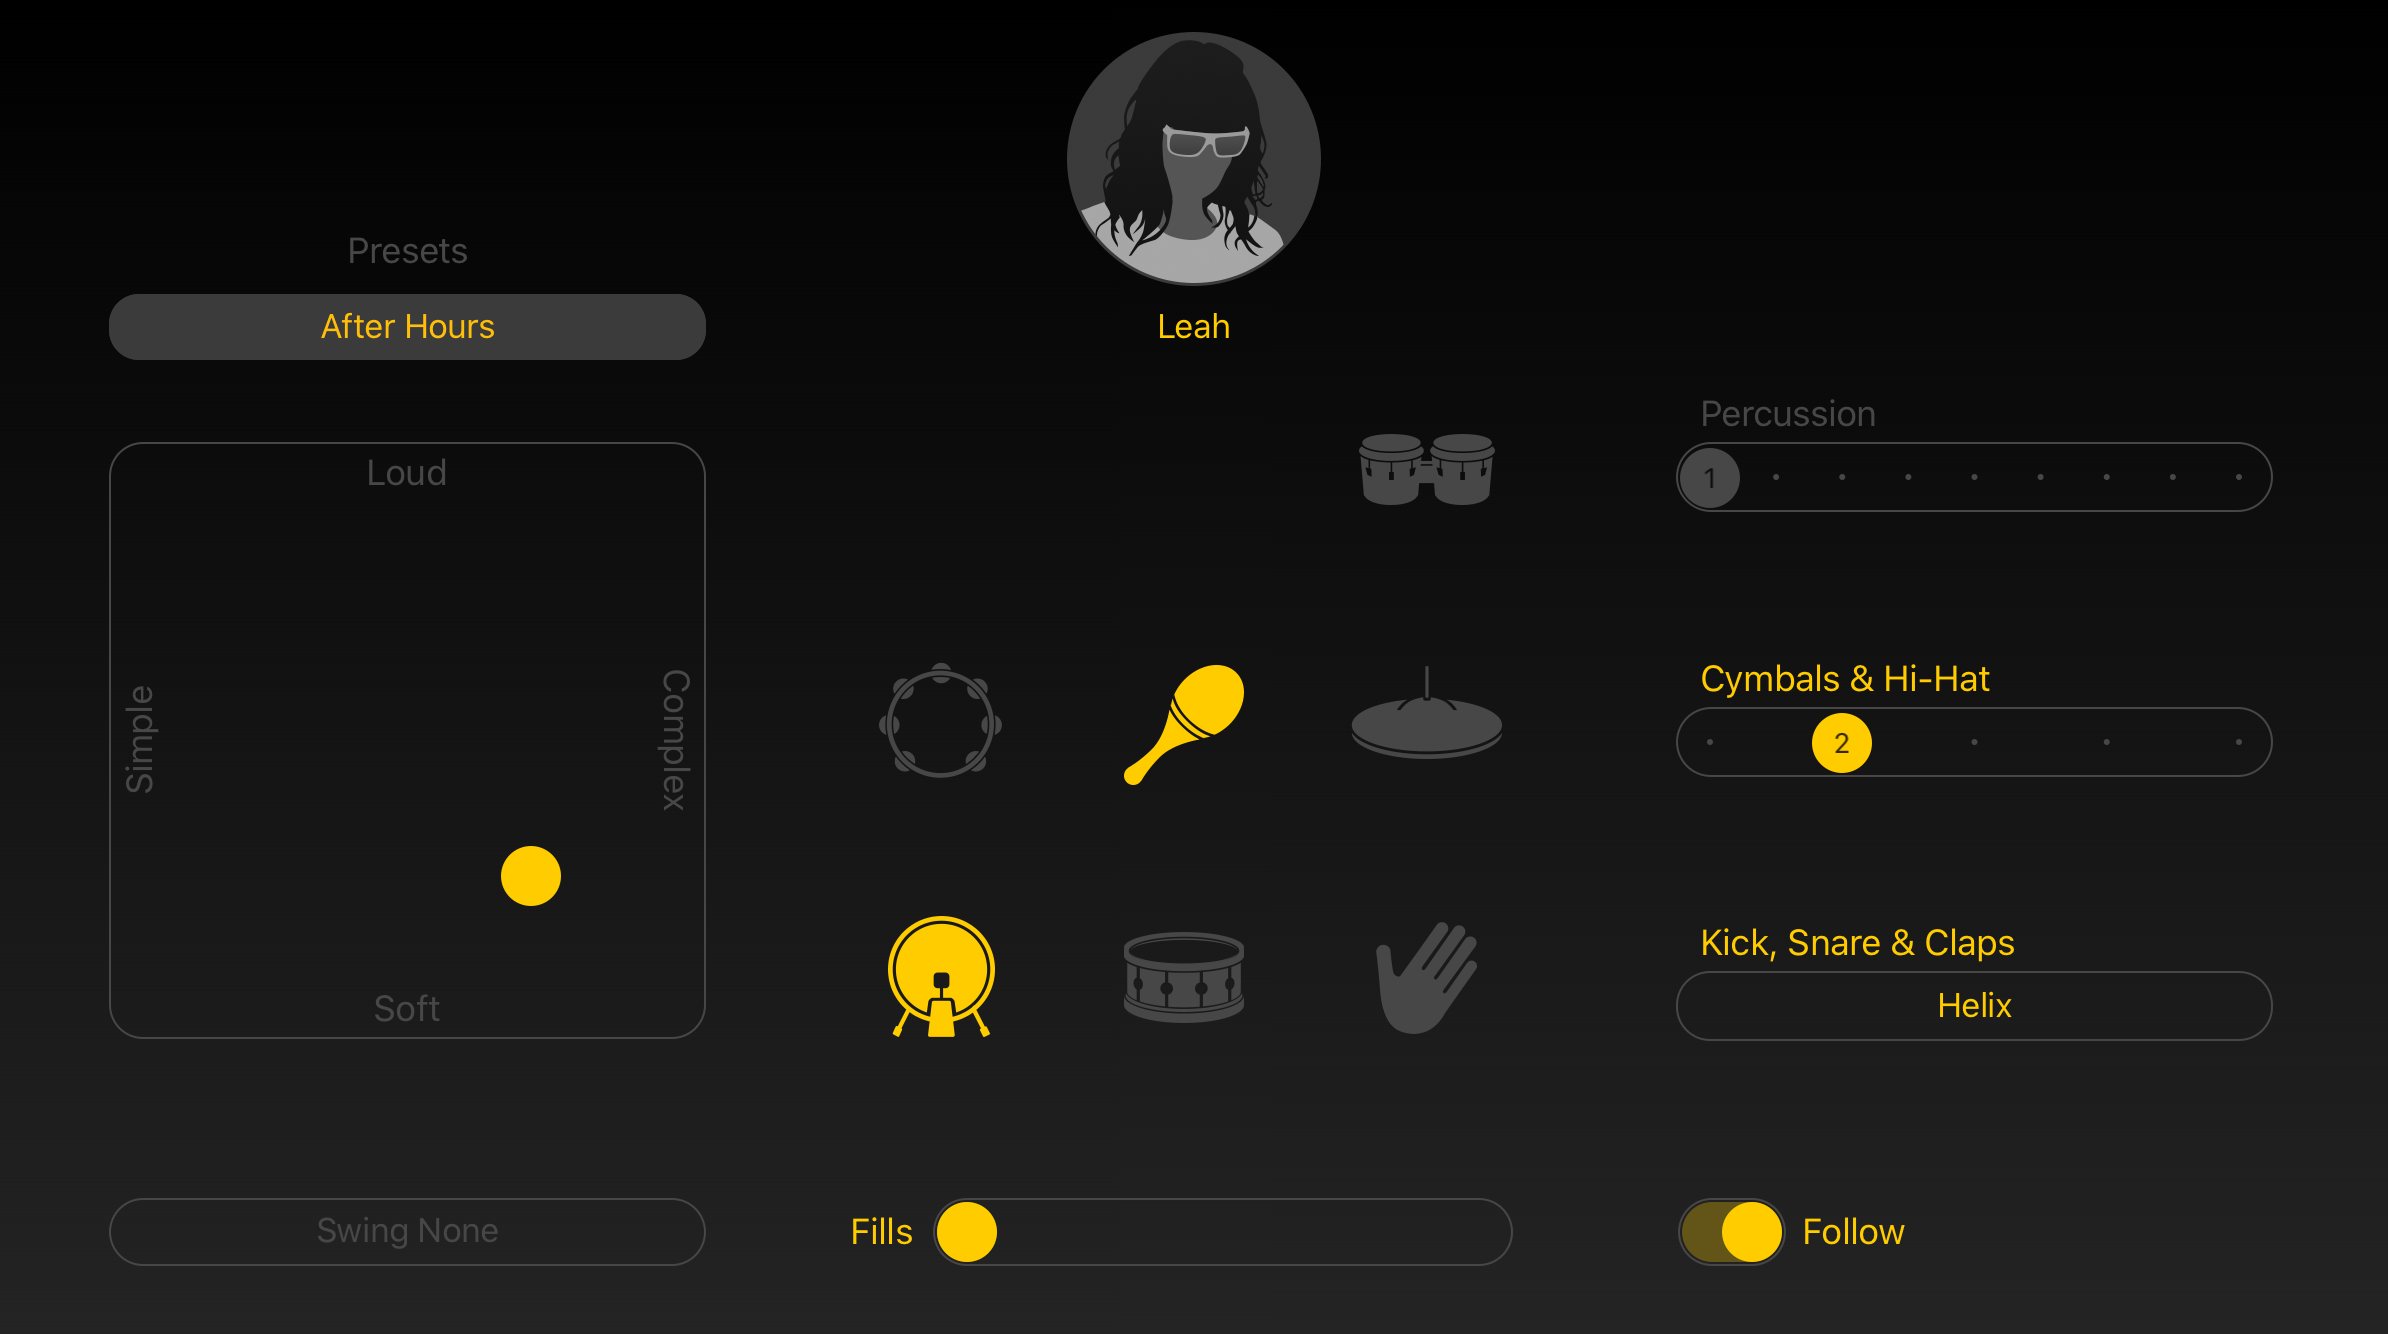 Presets
After Hours
Leah
Loud
Simple
Complex
Soft
Swing None
Percussion
1
Cymbals & Hi-Hat
2
Kick, Snare & Claps
Helix
Fills
Follow